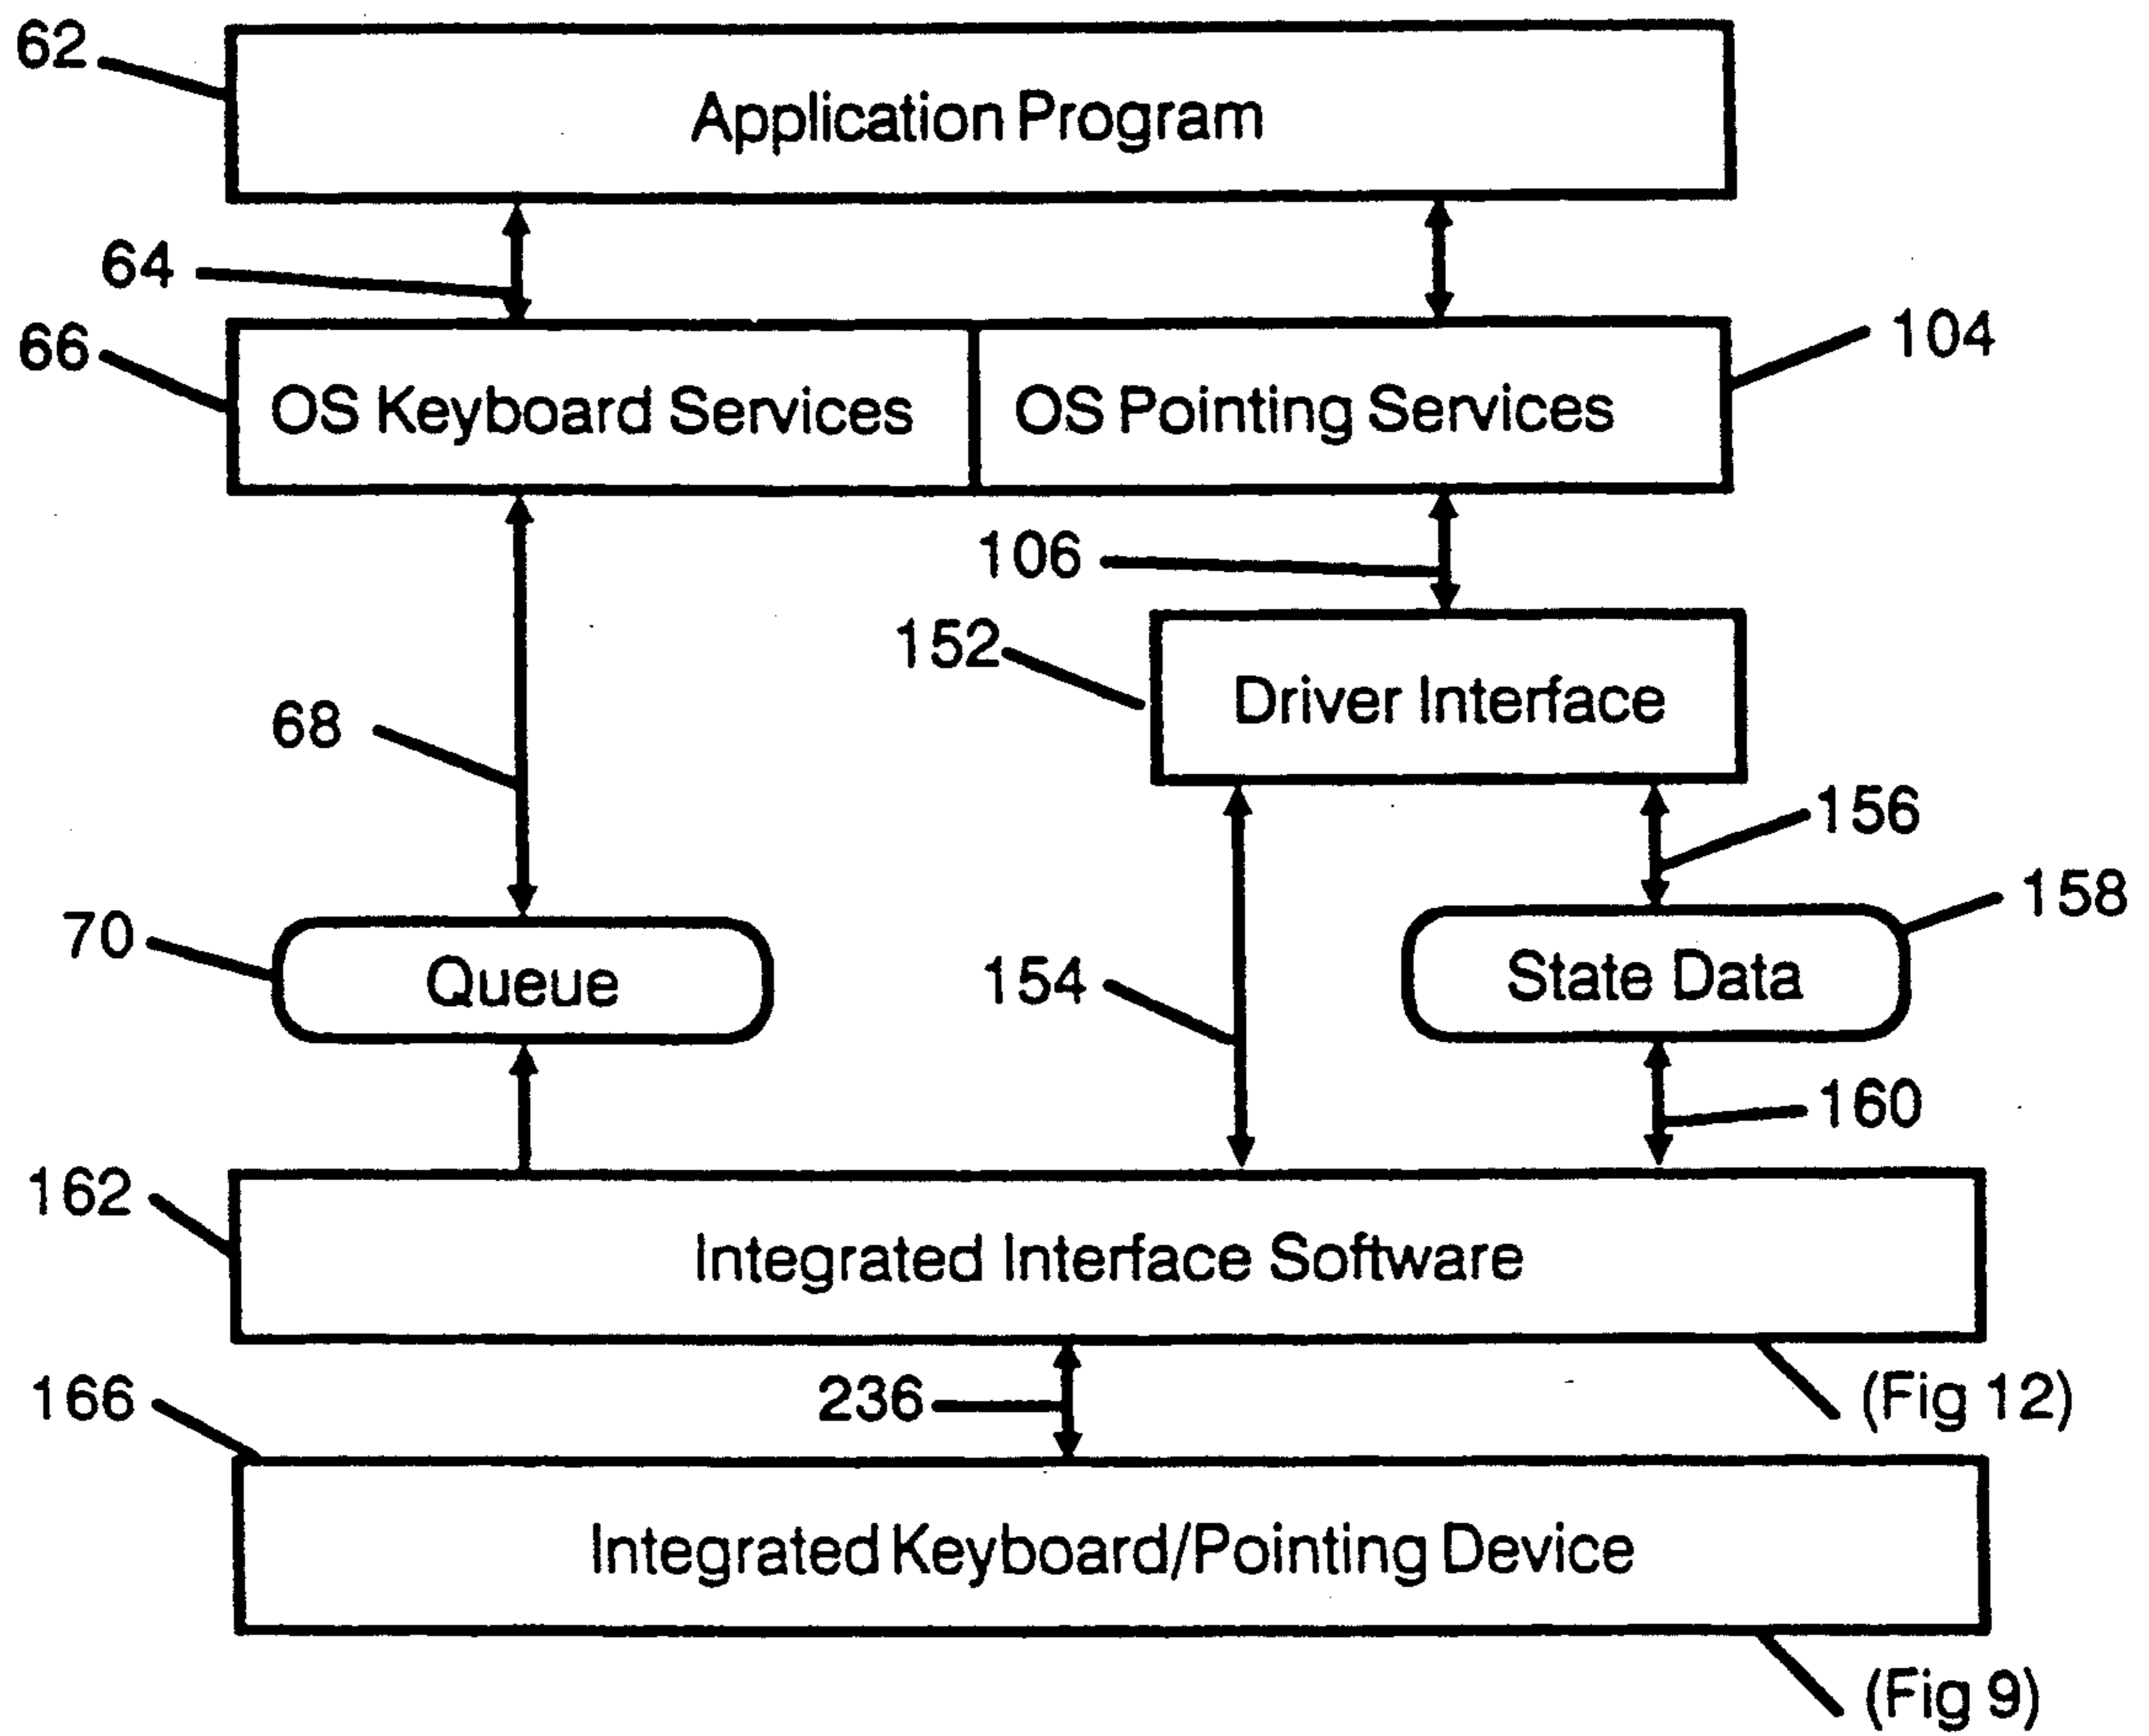 62
Application Program
64
66
OS Keyboard Services
OS Pointing Services
104
106
152
Driver Interface
68
156
158
70
Queue
154
State Data
160
162
Integrated Interface Software
166
236
(Fig 12)
Integrated Keyboard/Pointing Device
(Fig 9)